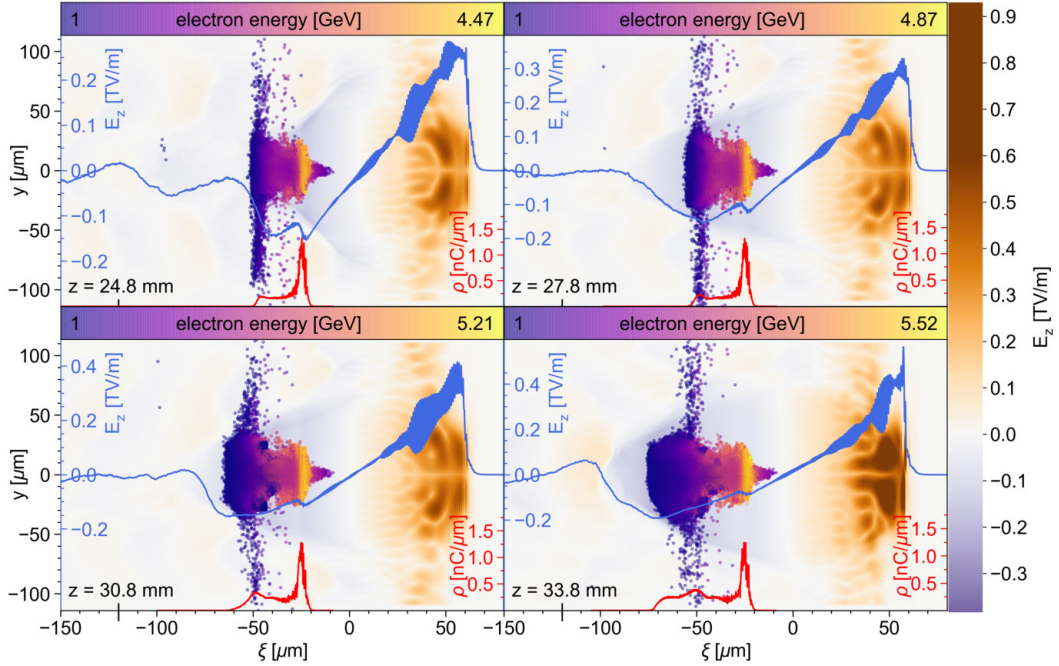 1 electron energy [GeV] 4.47
1 electron energy [GeV] 4.87
0.9
0.8
0.7
0.6
0.5
0.4
0.3
0.2
0.1
0.0
−0.1
−0.2
−0.3
E_z [TV/m]
100
50
0
−50
−100
y [µm]
0.2
0.1
0.0
−0.1
−0.2
E_z [TV/m]
1.5
1.0
0.5
ρ [nC/µm]
z = 24.8 mm
0.3
0.2
0.1
0.0
−0.1
−0.2
E_z [TV/m]
1.5
1.0
0.5
ρ [nC/µm]
z = 27.8 mm
1 electron energy [GeV] 5.21
1 electron energy [GeV] 5.52
100
50
0
−50
−100
y [µm]
0.4
0.2
0.0
−0.2
E_z [TV/m]
1.5
1.0
0.5
ρ [nC/µm]
z = 30.8 mm
0.4
0.2
0.0
−0.2
E_z [TV/m]
1.5
1.0
0.5
ρ [nC/µm]
z = 33.8 mm
−150 −100 −50 0 50 −150 −100 −50 0 50
ξ [µm] ξ [µm]